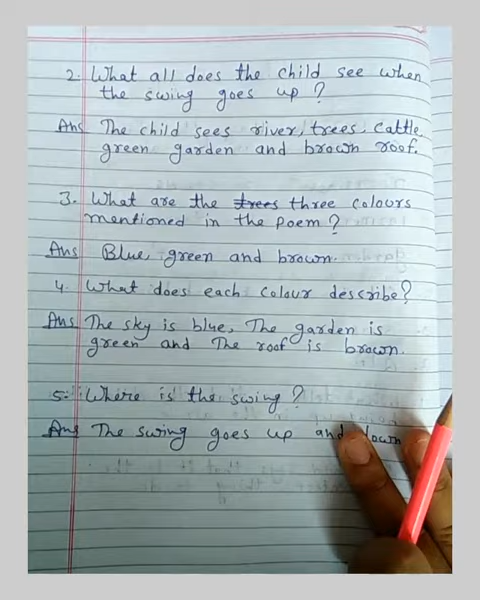 2. What all does the child see when
the swing goes up?
Ans The child sees river, trees, cattle,
green garden and brown roof.
3. What are the trees three colours
mentioned in the poem?
Ans Blue, green and brown.
4. What does each colour describe?
Ans The sky is blue, The garden is
green and The roof is brown.
5. Where is the swing?
Ans The swing goes up and down